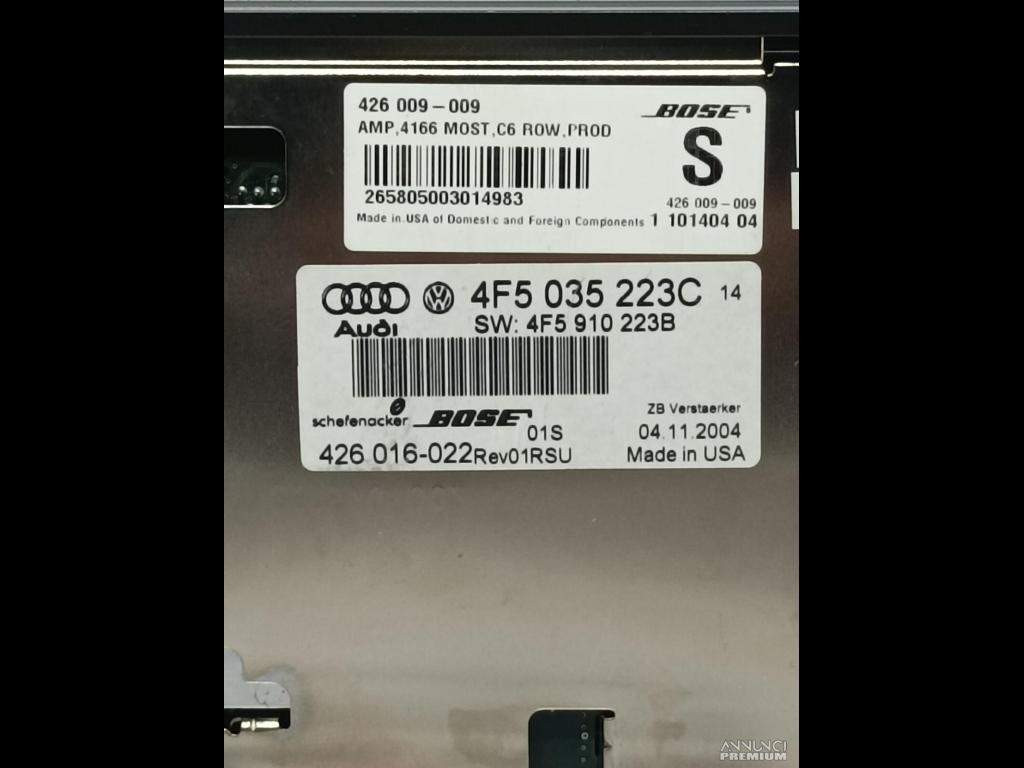 426 009-009
BOSE
AMP,4166 MOST,C6 ROW,PROD
S
265805003014983
426 009-009
Made in USA of Domestic and Foreign Components
1 101404 04
4F5 035 223C 14
Audi
SW: 4F5 910 223B
schefenacker BOSE
01S
ZB Verstaerker
04.11.2004
426 016-022Rev01RSU
Made in USA
ANNUNCI
PREMIUM